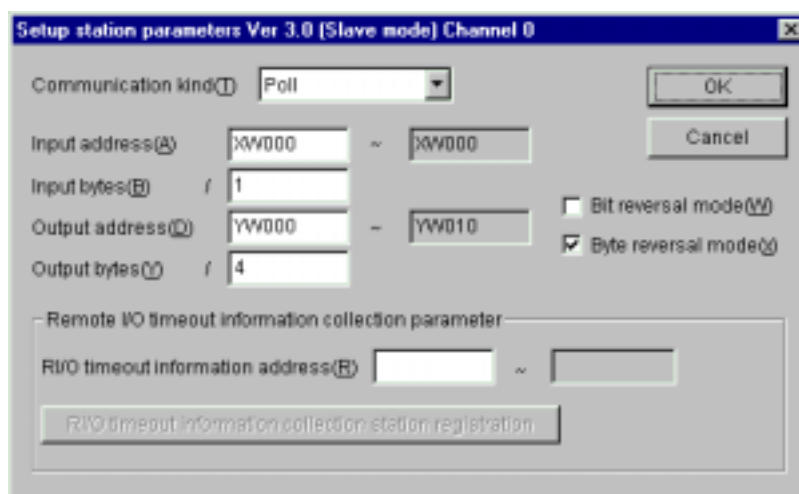 Setup station parameters Ver 3.0 (Slave mode) Channel 0
Communication kind(T) Poll
OK
Input address(A) XW000 ~ XW000
Cancel
Input bytes(B) / 1
Bit reversal mode(W)
Output address(O) YW000 ~ YW010
Byte reversal mode(X)
Output bytes(Y) / 4
Remote I/O timeout information collection parameter
RI/O timeout information address(R) ~
RI/O timeout information collection station registration